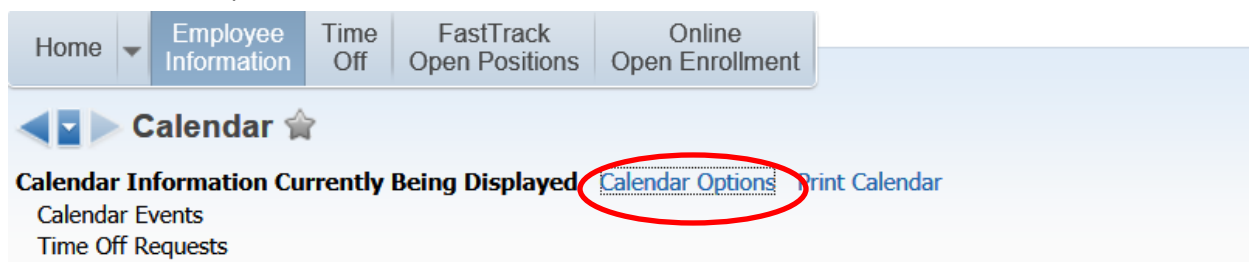 Home Employee Information Time Off FastTrack Open Positions Online Open Enrollment
Calendar
Calendar Information Currently Being Displayed Calendar Options Print Calendar
Calendar Events
Time Off Requests